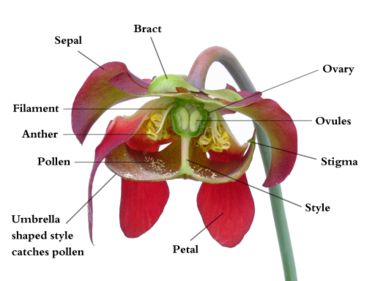 Bract
Sepal
Ovary
Filament
Ovules
Anther
Pollen
Stigma
Style
Umbrella
shaped style
catches pollen
Petal